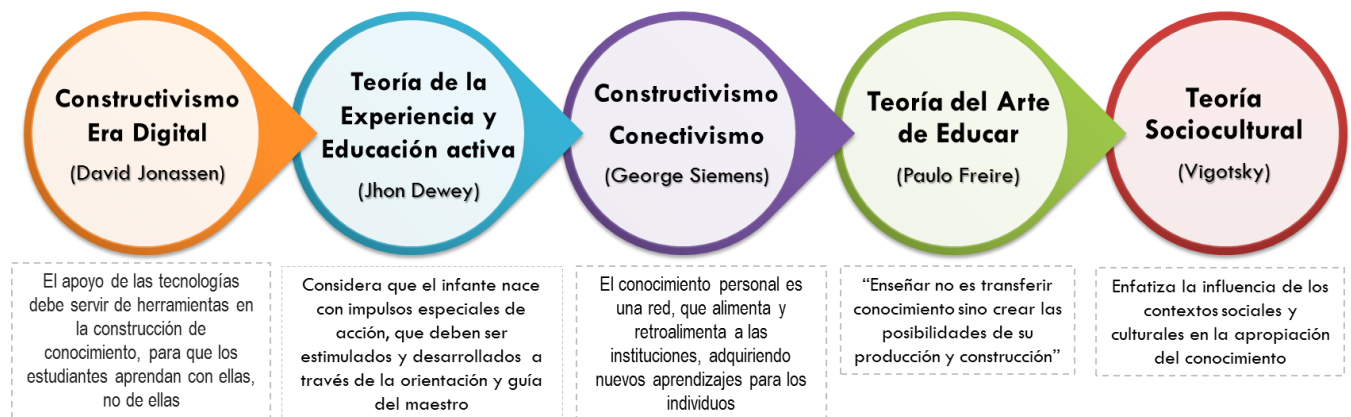 Constructivismo
Era Digital
(David Jonassen)
El apoyo de las tecnologías
debe servir de herramientas en
la construcción de
conocimiento, para que los
estudiantes aprendan con ellas,
no de ellas
Teoría de la
Experiencia y
Educación activa
(Jhon Dewey)
Considera que el infante nace
con impulsos especiales de
acción, que deben ser
estimulados y desarrollados a
través de la orientación y guía
del maestro
Constructivismo
Conectivismo
(George Siemens)
El conocimiento personal es
una red, que alimenta y
retroalimenta a las
instituciones, adquiriendo
nuevos aprendizajes para los
individuos
Teoría del Arte
de Educar
(Paulo Freire)
“Enseñar no es transferir
conocimiento sino crear las
posibilidades de su
producción y construcción”
Teoría
Sociocultural
(Vigotsky)
Enfatiza la influencia de los
contextos sociales y
culturales en la apropiación
del conocimiento